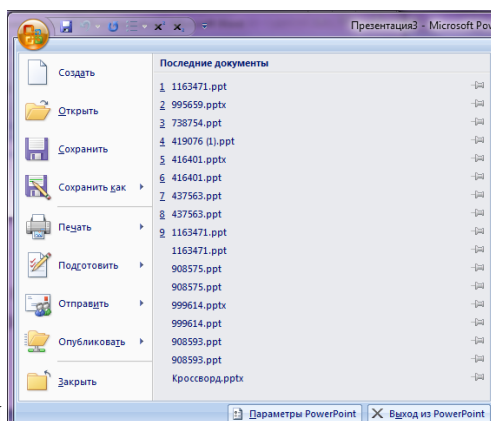 Презентация3 - Microsoft Pow
Создать
Открыть
Сохранить
Сохранить как
Печать
Подготовить
Отправить
Опубликовать
Закрыть
Последние документы
1 1163471.ppt
2 995659.pptx
3 738754.pptx
4 419076 (1).ppt
5 416401.pptx
6 416401.ppt
7 437563.ppt
8 437563.ppt
9 1163471.ppt
1163471.ppt
908575.ppt
908575.ppt
999614.pptx
999614.ppt
908593.ppt
908593.ppt
Кроссворд.pptx
Параметры PowerPoint
Выход из PowerPoint